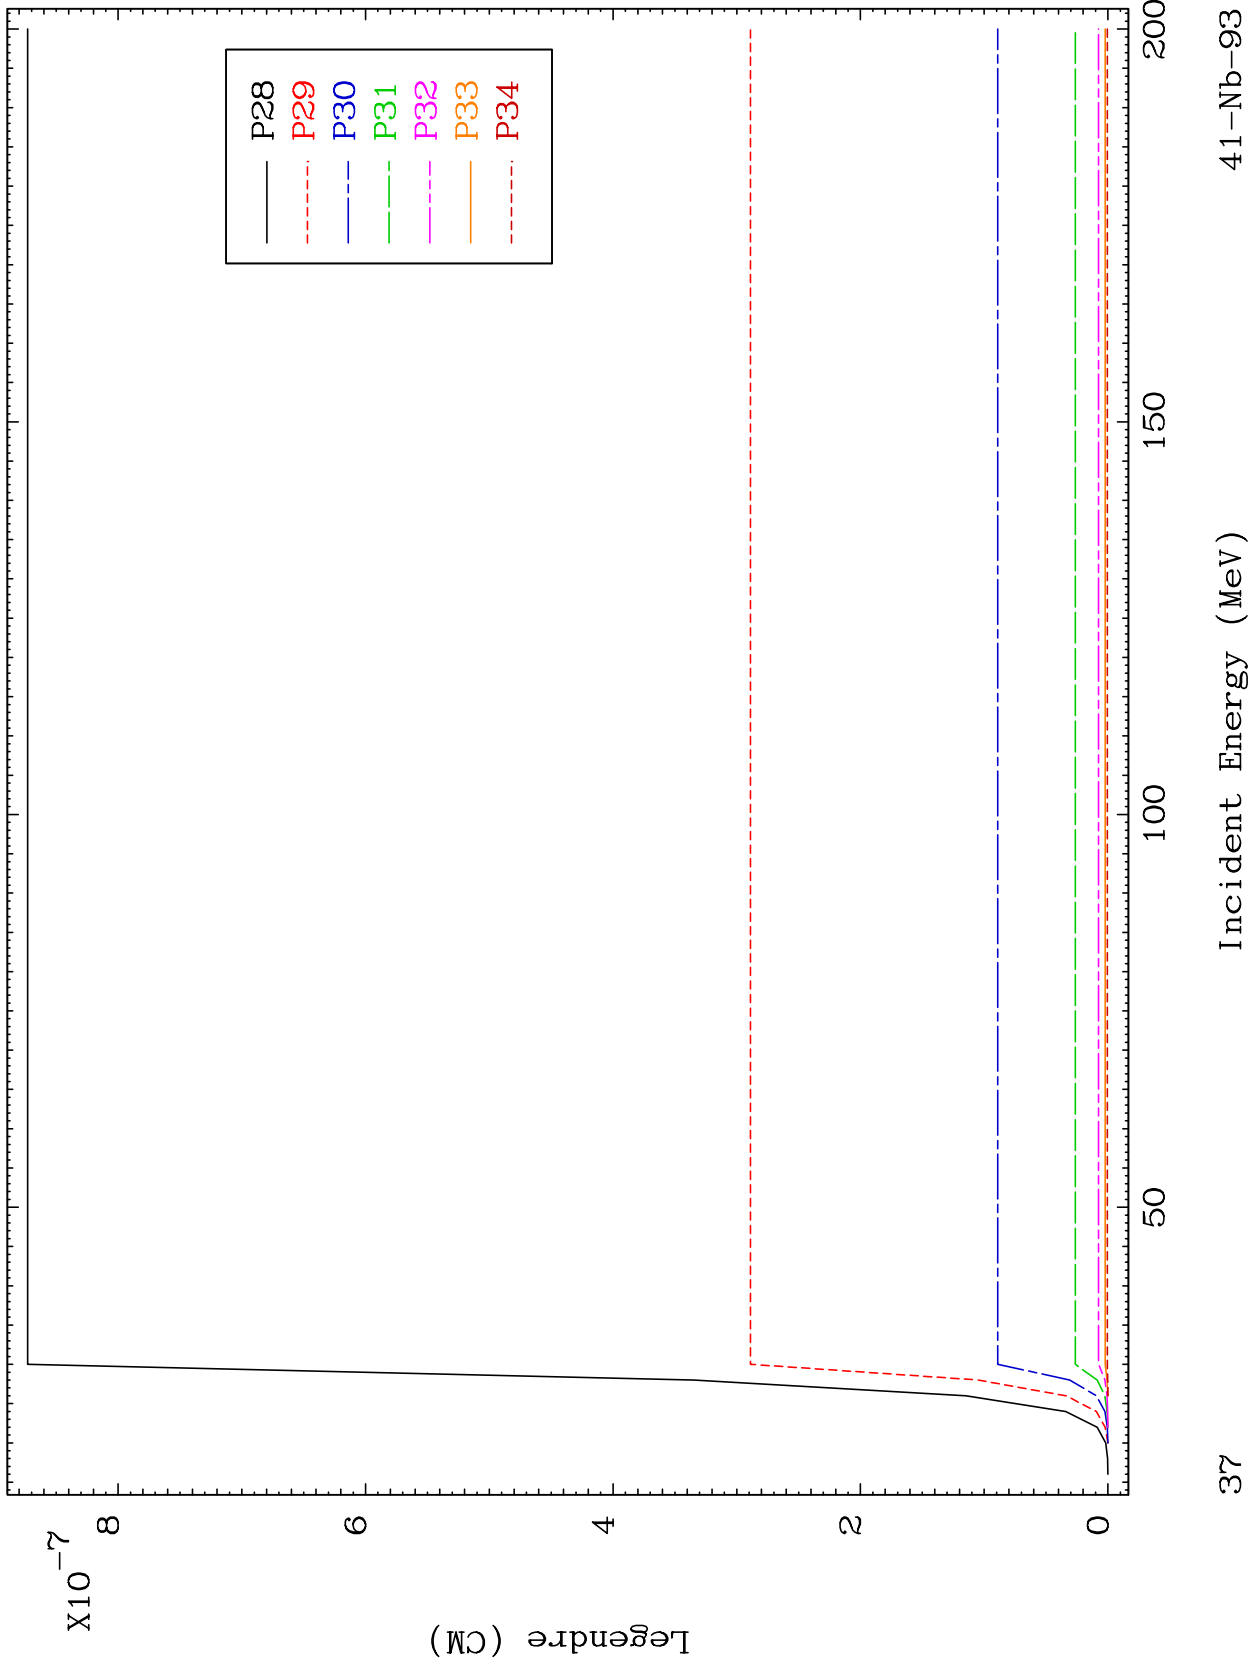 X10-7
Legendre (CM)
8
6
4
2
0
P28
P29
P30
P31
P32
P33
P34
50
100
150
200
Incident Energy (MeV)
37
41-Nb-93